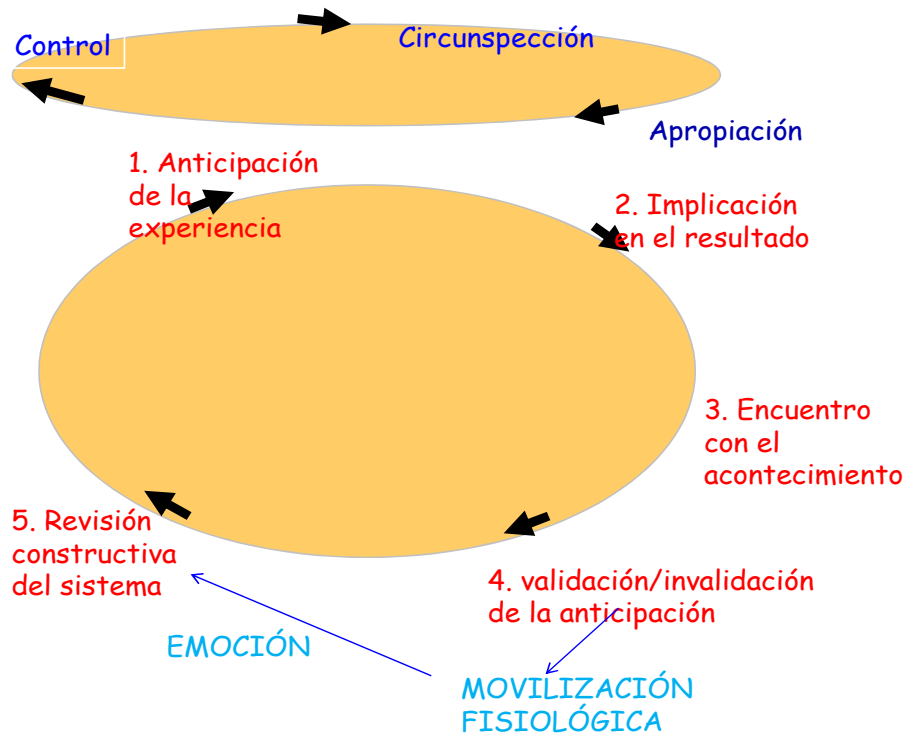 Control
Circunspección
Apropiación
1. Anticipación
de la
experiencia
2. Implicación
en el resultado
3. Encuentro
con el
acontecimiento
4. validación/invalidación
de la anticipación
5. Revisión
constructiva
del sistema
EMOCIÓN
MOVILIZACIÓN
FISIOLÓGICA